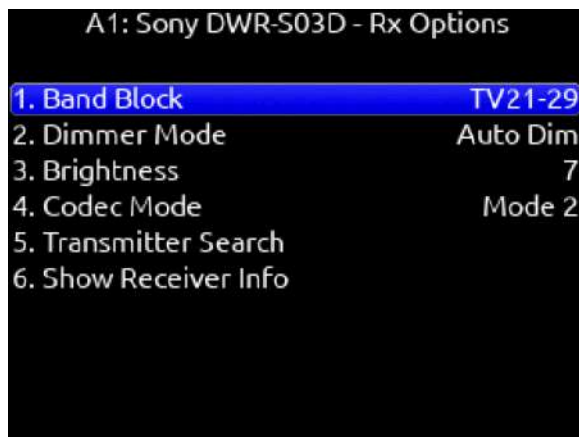 A1: Sony DWR-S03D - Rx Options
1. Band Block TV21-29
2. Dimmer Mode Auto Dim
3. Brightness 7
4. Codec Mode Mode 2
5. Transmitter Search
6. Show Receiver Info